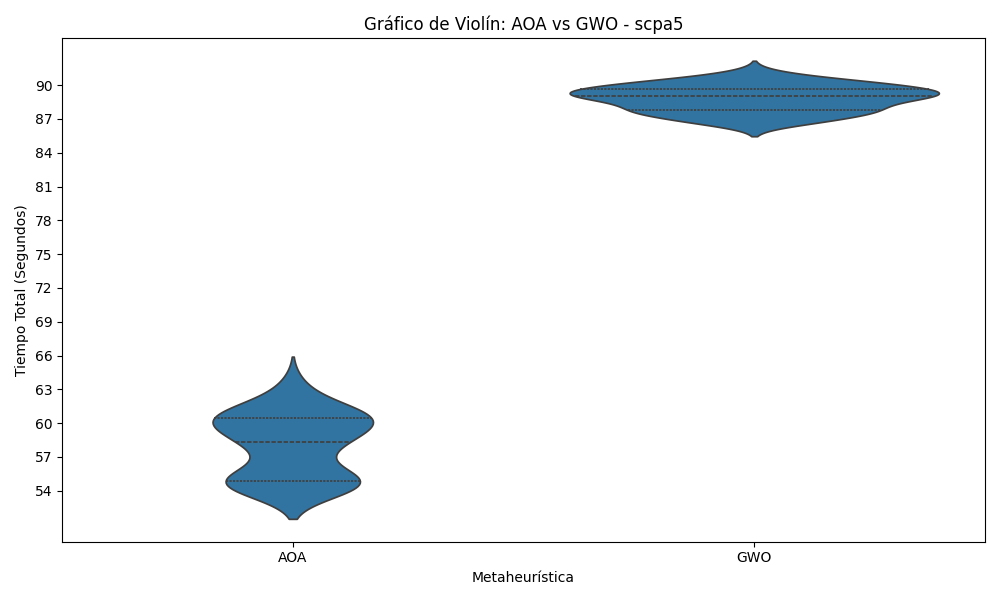 Gráfico de Violín: AOA vs GWO - scpa5
Tiempo Total (Segundos)
90
87
84
81
78
75
72
69
66
63
60
57
54
AOA
GWO
Metaheurística